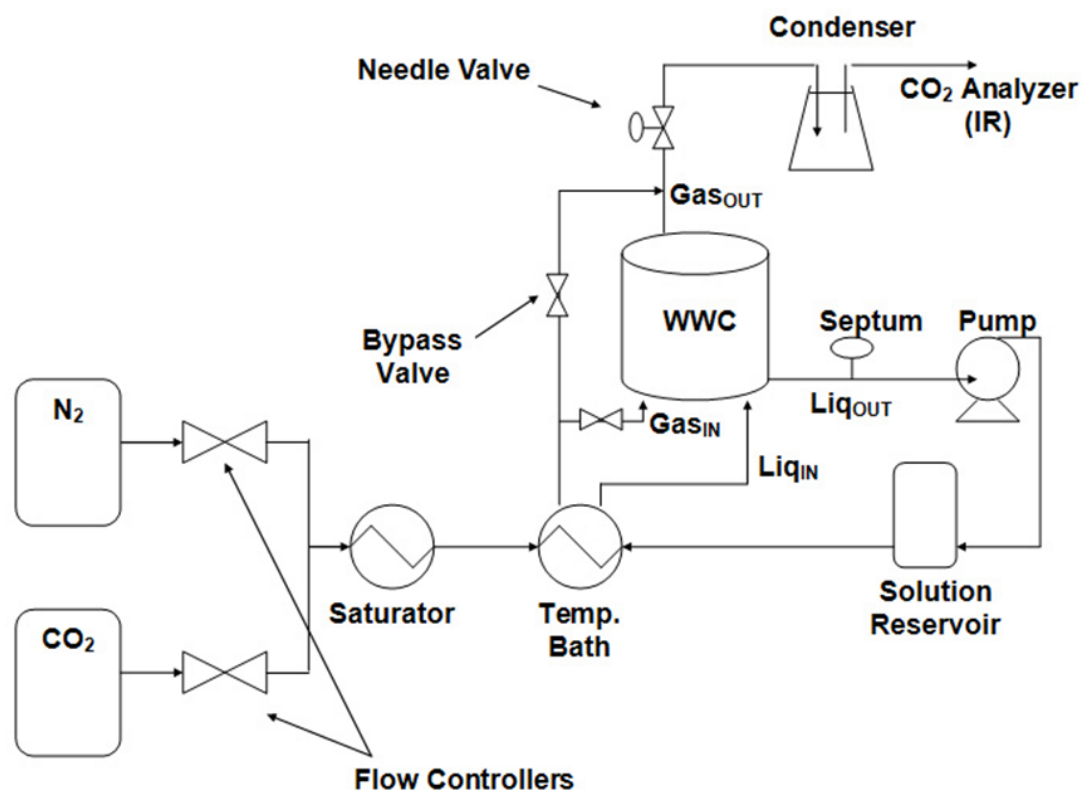 Condenser
Needle Valve
CO₂ Analyzer
(IR)
Gas_OUT
WWC
Septum
Pump
Bypass
Valve
N₂
Liq_OUT
Gas_IN
Liq_IN
Saturator
Temp.
Bath
Solution
Reservoir
CO₂
Flow Controllers